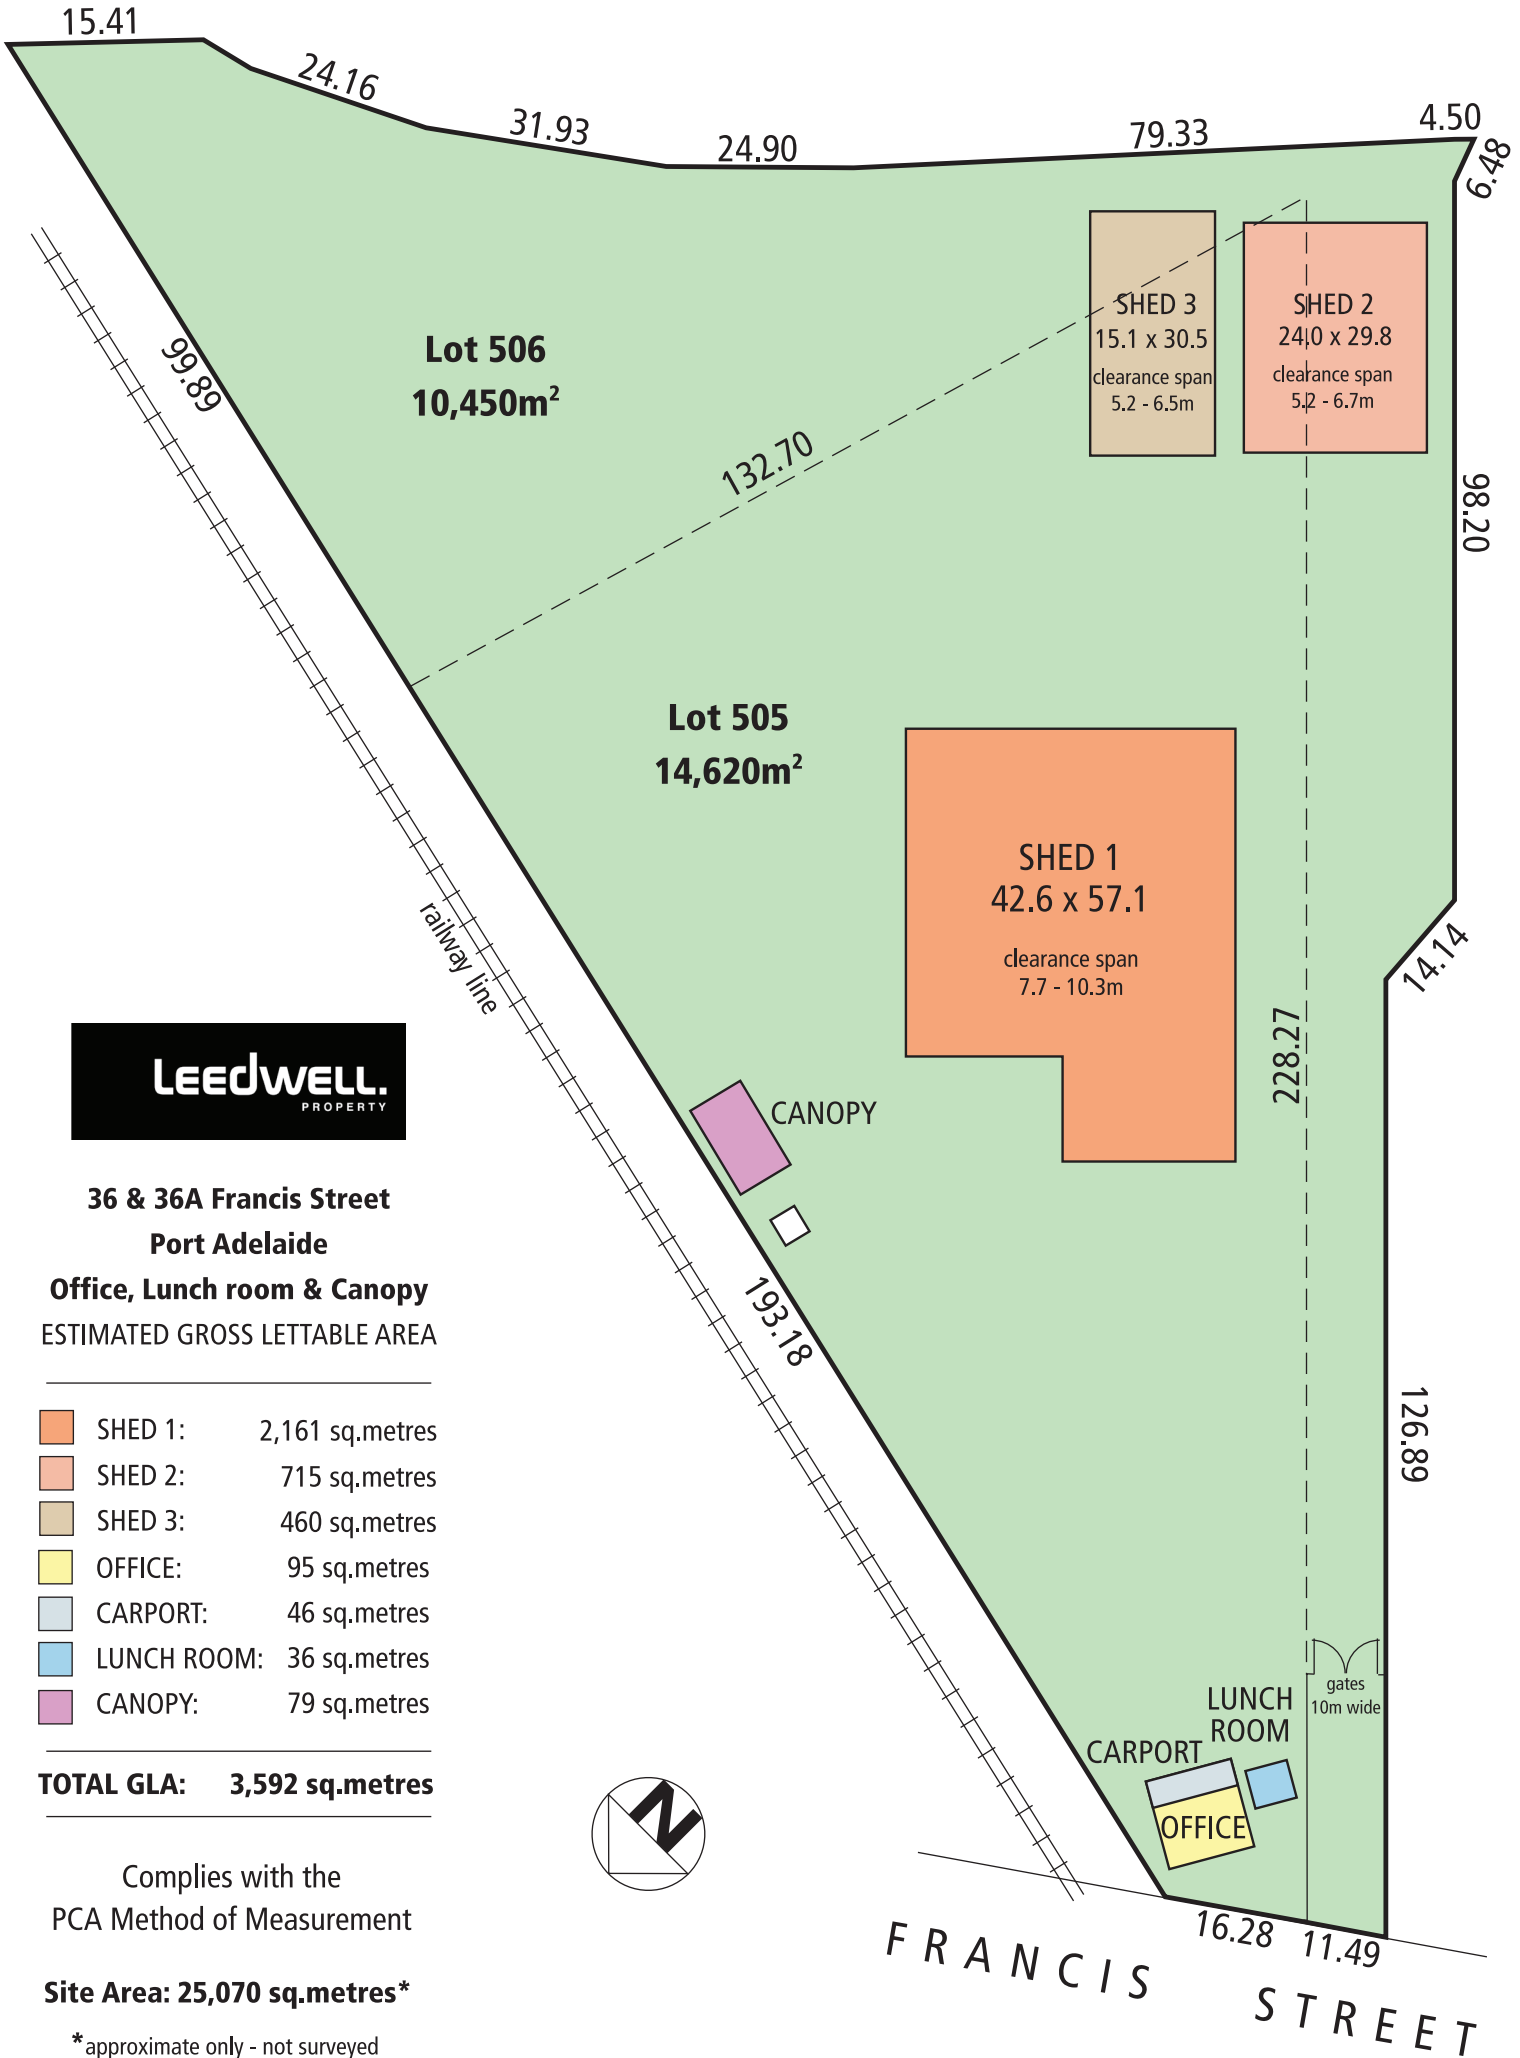 15.41
24.16
31.93
24.90
79.33
4.50
6.48
99.89
Lot 506
10,450m²
132.70
SHED 3
15.1 x 30.5
clearance span
5.2 - 6.5m
SHED 2
24.0 x 29.8
clearance span
5.2 - 6.7m
98.20
Lot 505
14,620m²
SHED 1
42.6 x 57.1
clearance span
7.7 - 10.3m
14.14
railway line
228.27
CANOPY
193.18
126.89
gates
10m wide
LUNCH
ROOM
CARPORT
OFFICE
16.28
11.49
FRANCIS STREET
N
LEEDWELL.
PROPERTY
36 & 36A Francis Street
Port Adelaide
Office, Lunch room & Canopy
ESTIMATED GROSS LETTABLE AREA
SHED 1: 2,161 sq.metres
SHED 2: 715 sq.metres
SHED 3: 460 sq.metres
OFFICE: 95 sq.metres
CARPORT: 46 sq.metres
LUNCH ROOM: 36 sq.metres
CANOPY: 79 sq.metres
TOTAL GLA: 3,592 sq.metres
Complies with the
PCA Method of Measurement
Site Area: 25,070 sq.metres*
*approximate only - not surveyed